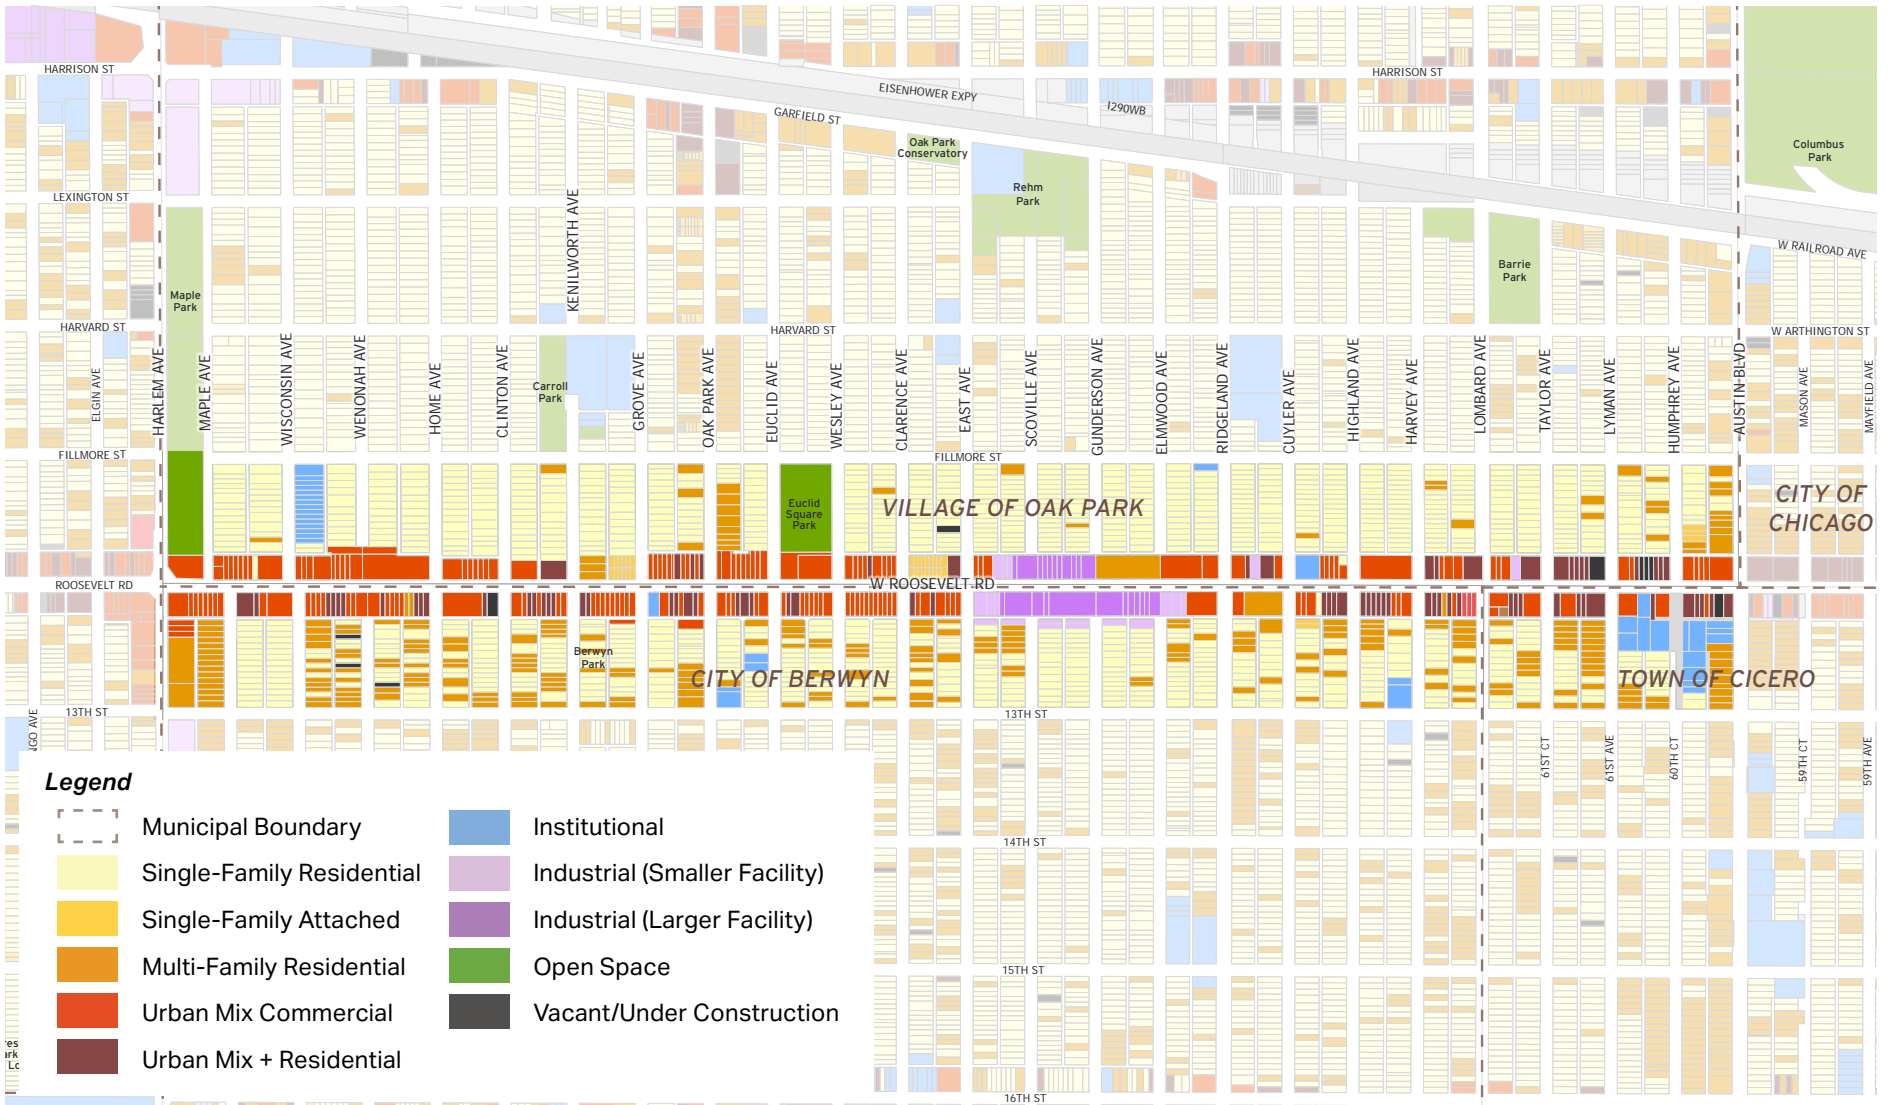 HARRISON ST
HARRISON ST
EISENHOWER EXPY
I290WB
GARFIELD ST
Oak Park
Conservatory
Columbus
Park
Rehm
Park
LEXINGTON ST
KENILWORTH AVE
W RAILROAD AVE
Barrie
Park
Maple
Park
HARVARD ST
HARVARD ST
W ARTHINGTON ST
ELGIN AVE
HARLEM AVE
MAPLE AVE
WISCONSIN AVE
WENONAH AVE
HOME AVE
CLINTON AVE
Carroll
Park
GROVE AVE
OAK PARK AVE
EUCLID AVE
WESLEY AVE
CLARENCE AVE
EAST AVE
SCOVILLE AVE
GUNDERSON AVE
ELMWOOD AVE
RIDGELAND AVE
CUYLER AVE
HIGHLAND AVE
HARVEY AVE
LOMBARD AVE
TAYLOR AVE
LYMAN AVE
HUMPHREY AVE
AUSTIN BLVD
MASON AVE
MAYFIELD AVE
FILLMORE ST
FILLMORE ST
Euclid
Square
Park
VILLAGE OF OAK PARK
CITY OF
CHICAGO
ROOSEVELT RD
W ROOSEVELT RD
Berwyn
Park
CITY OF BERWYN
TOWN OF CICERO
13TH ST
13TH ST
NGO AVE
61ST CT
61ST AVE
60TH CT
59TH CT
59TH AVE
14TH ST
15TH ST
16TH ST
Legend
Municipal Boundary
Single-Family Residential
Single-Family Attached
Multi-Family Residential
Urban Mix Commercial
Urban Mix + Residential
Institutional
Industrial (Smaller Facility)
Industrial (Larger Facility)
Open Space
Vacant/Under Construction